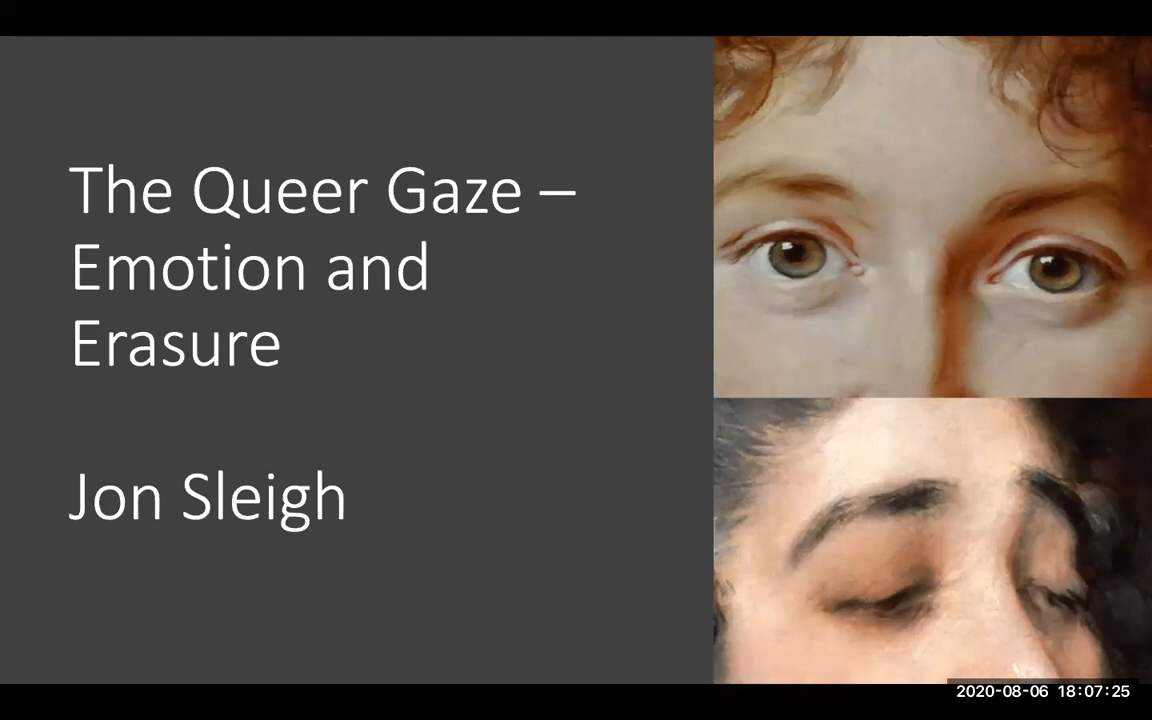 The Queer Gaze –
Emotion and
Erasure
Jon Sleigh
2020-08-06 18:07:25